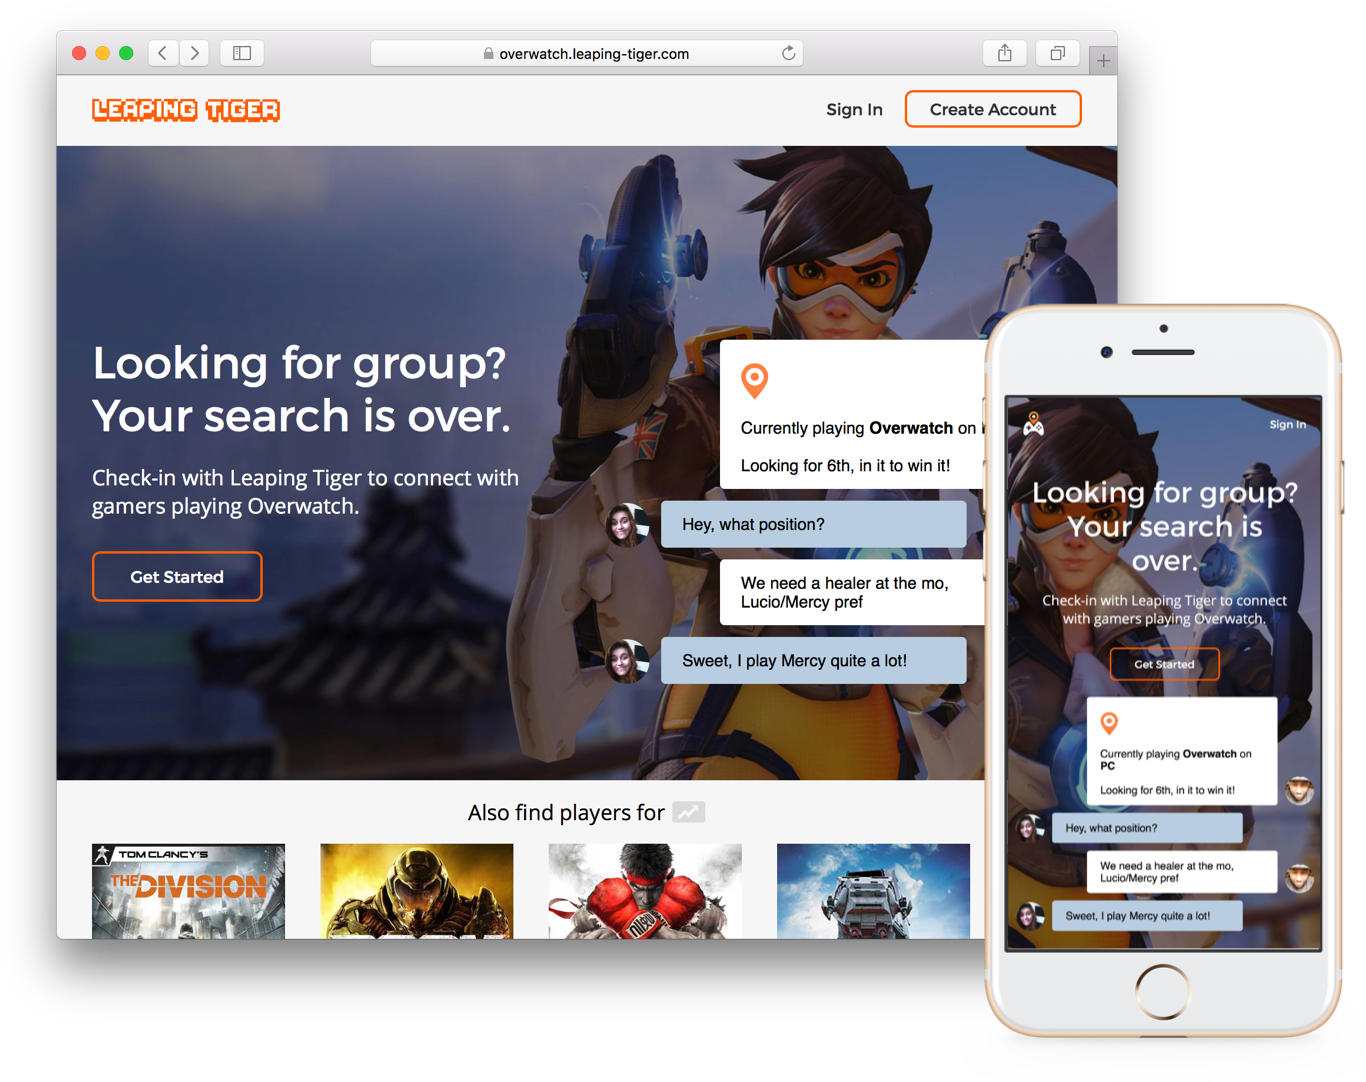 overwatch.leaping-tiger.com
LEAPING TIGER
Sign In
Create Account
Looking for group?
Your search is over.
Check-in with Leaping Tiger to connect with
gamers playing Overwatch.
Get Started
Currently playing Overwatch on
Looking for 6th, in it to win it!
Hey, what position?
We need a healer at the mo,
Lucio/Mercy pref
Sweet, I play Mercy quite a lot!
Also find players for
TOM CLANCY'S
THE DIVISION
Sign In
Looking for group?
Your search is
over.
Check-in with Leaping Tiger to connect
with gamers playing Overwatch.
Get Started
Currently playing Overwatch on
PC
Looking for 6th, in it to win it!
Hey, what position?
We need a healer at the mo,
Lucio/Mercy pref
Sweet, I play Mercy quite a lot!